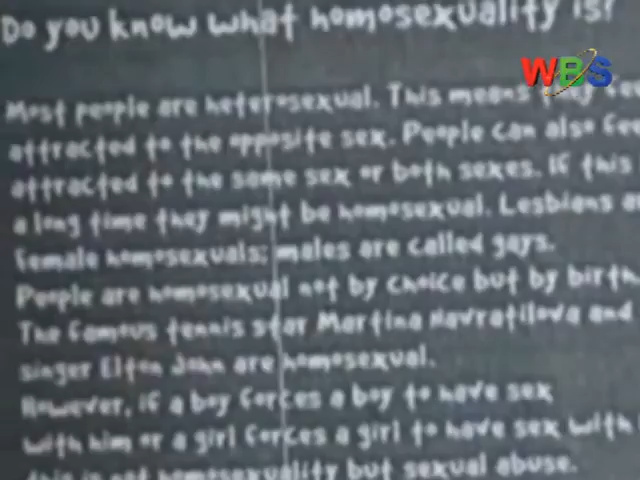 Do you know what homosexuality is?
WBS
Most people are heterosexual. This means they feel
attracted to the opposite sex. People can also feel
attracted to the same sex or both sexes. If this
a long time they might be homosexual. Lesbians are
female homosexuals; males are called gays.
People are homosexual not by choice but by birth
The famous tennis star Martina Navratilova and
singer Elton John are homosexual.
However, if a boy forces a boy to have sex
with him or a girl forces a girl to have sex with
this is not homosexuality but sexual abuse.